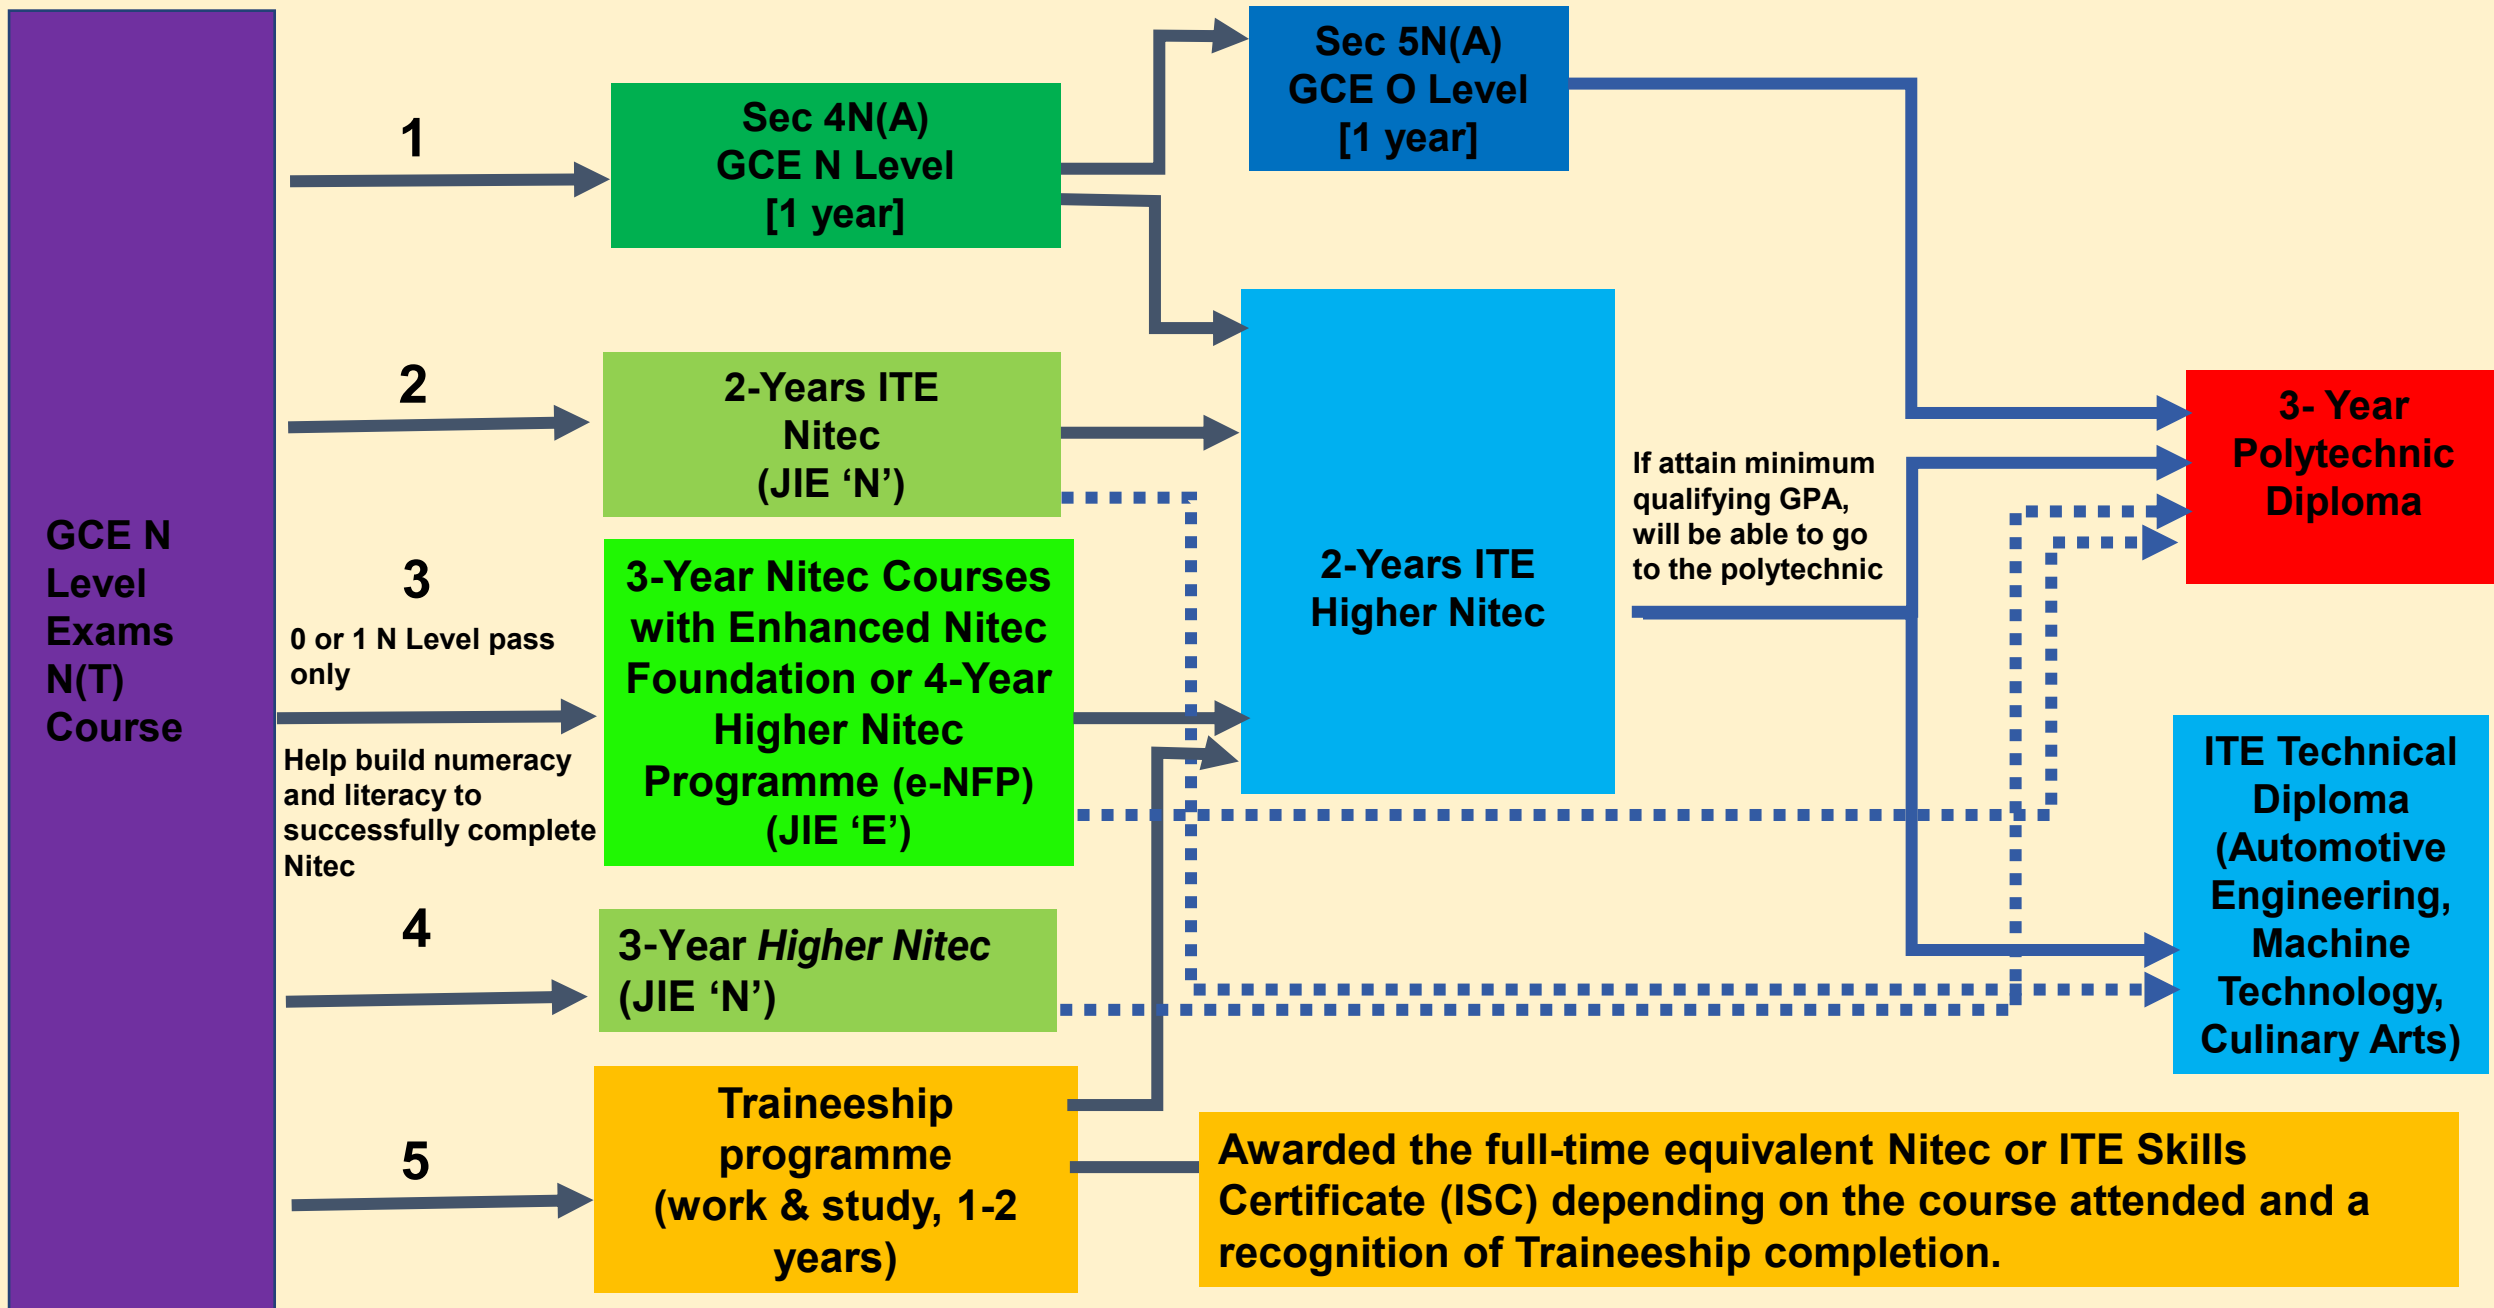 GCE N
Level
Exams
N(T)
Course
1
Sec 4N(A)
GCE N Level
[1 year]
Sec 5N(A)
GCE O Level
[1 year]
2
2-Years ITE
Nitec
(JIE ‘N’)
3
0 or 1 N Level pass
only
Help build numeracy
and literacy to
successfully complete
Nitec
3-Year Nitec Courses
with Enhanced Nitec
Foundation or 4-Year
Higher Nitec
Programme (e-NFP)
(JIE ‘E’)
4
3-Year Higher Nitec
(JIE ‘N’)
5
Traineeship
programme
(work & study, 1-2
years)
2-Years ITE
Higher Nitec
If attain minimum
qualifying GPA,
will be able to go
to the polytechnic
3- Year
Polytechnic
Diploma
ITE Technical
Diploma
(Automotive
Engineering,
Machine
Technology,
Culinary Arts)
Awarded the full-time equivalent Nitec or ITE Skills
Certificate (ISC) depending on the course attended and a
recognition of Traineeship completion.